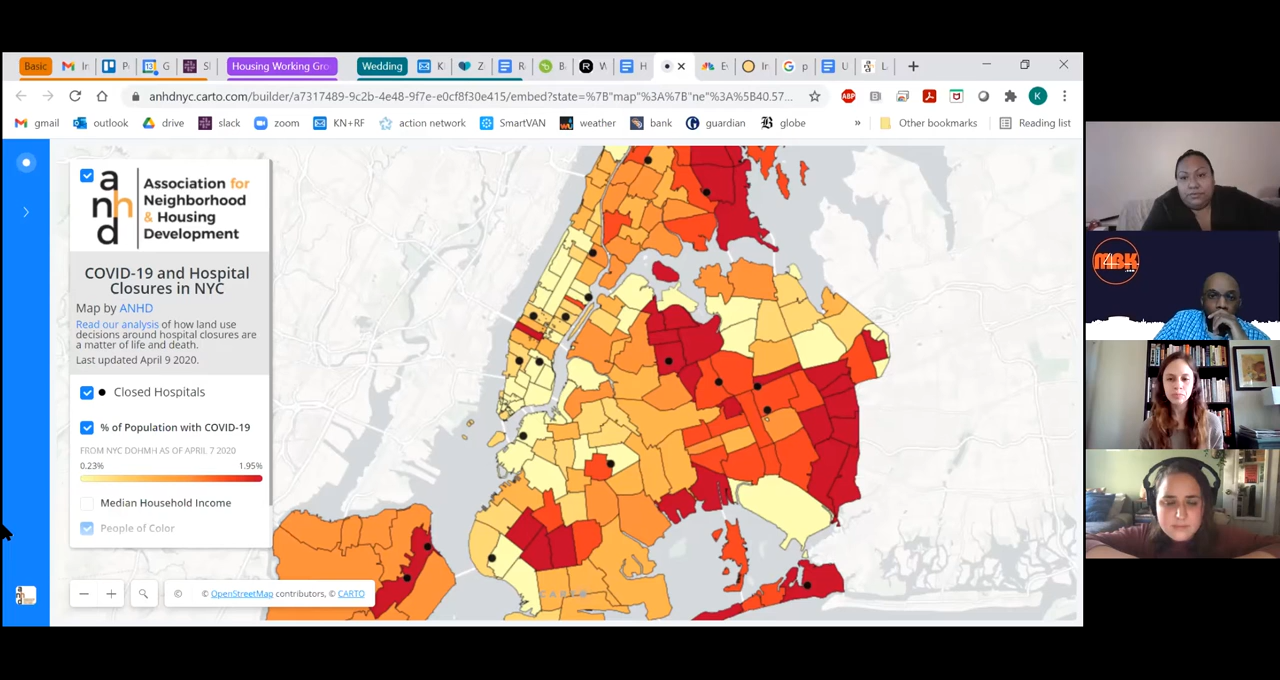 Basic
Housing Working Gro
Wedding
anhdnyc.carto.com/builder/a7317489-9c2b-4e48-9f7e-e0cf8f30e415/embed?state=%7B"map"%3A%7B"ne"%3A%5B40.57...
ABP
K
gmail
outlook
drive
slack
zoom
KN+RF
action network
SmartVAN
weather
bank
guardian
globe
»
Other bookmarks
Reading list
a
nh
d
Association for
Neighborhood
& Housing
Development
COVID-19 and Hospital
Closures in NYC
Map by ANHD
Read our analysis of how land use
decisions around hospital closures are
a matter of life and death.
Last updated April 9 2020.
Closed Hospitals
% of Population with COVID-19
FROM NYC DOHMH AS OF APRIL 7 2020
0.23% 1.95%
Median Household Income
People of Color
© OpenStreetMap contributors, © CARTO
MBK